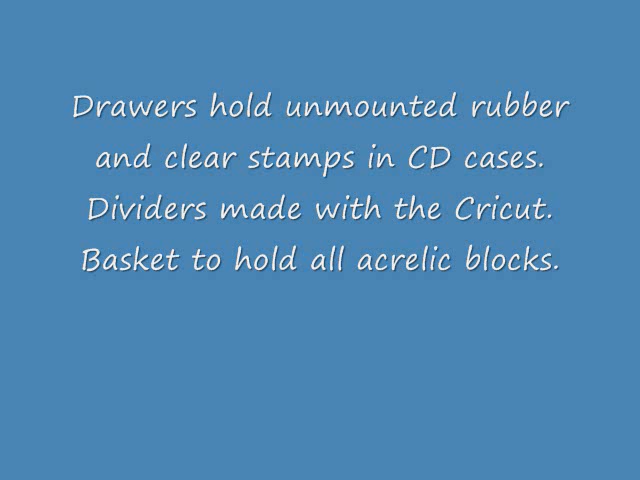 Drawers hold unmounted rubber
and clear stamps in CD cases.
Dividers made with the Cricut.
Basket to hold all acrelic blocks.